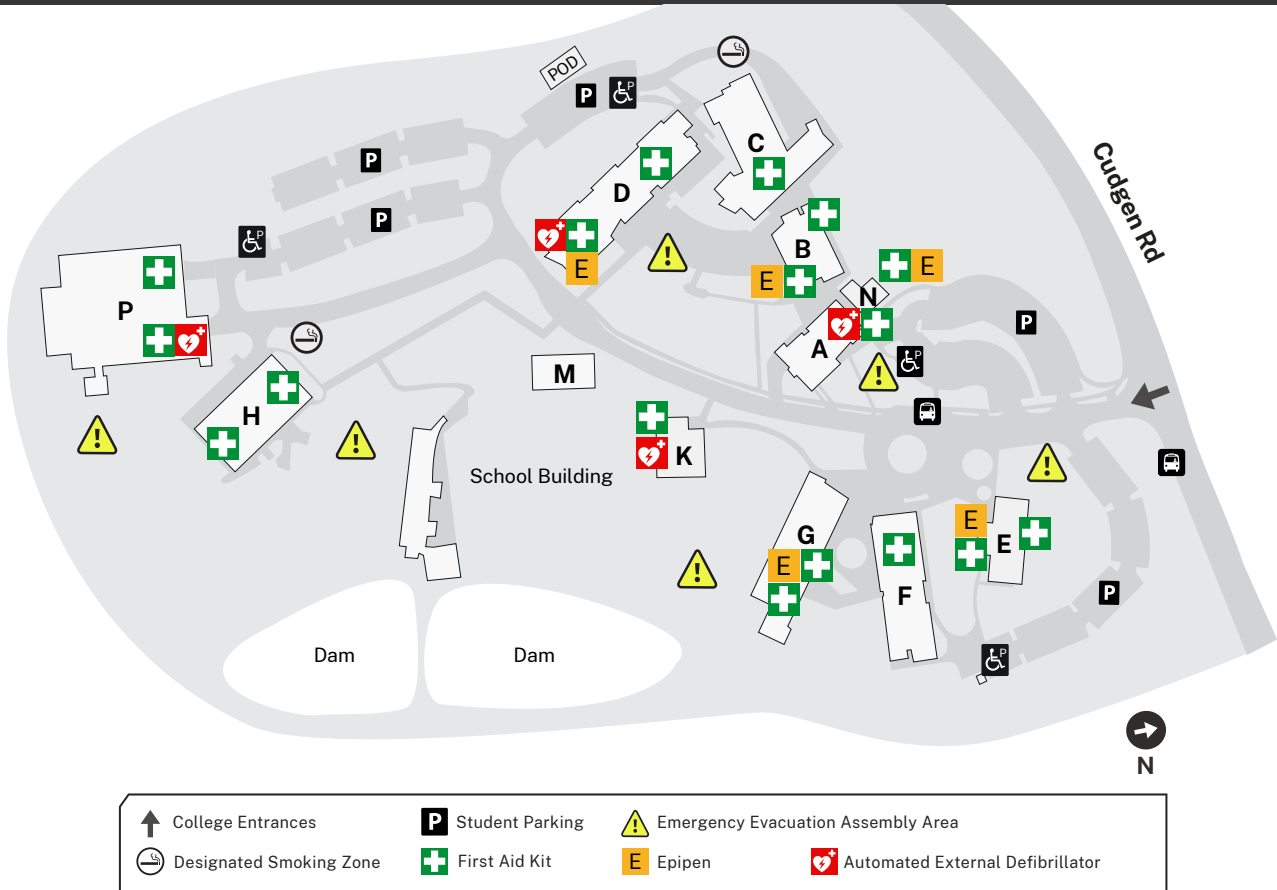 POD
P
P
C
Cudgen Rd
P
D
P
P
P
B
E
E
E
N
P
P
A
P
M
H
K
School Building
E
G
E
E
F
P
Dam
Dam
P
N
College Entrances
P Student Parking
Emergency Evacuation Assembly Area
Designated Smoking Zone
First Aid Kit
E Epipen
Automated External Defibrillator